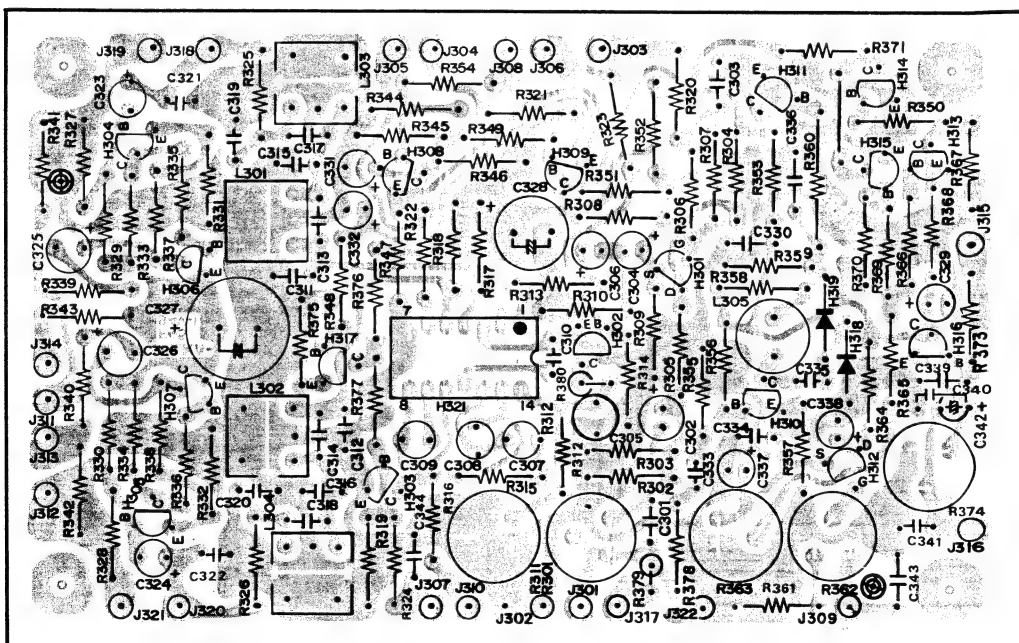 J319 J318 R325 L303 J305 J304 J308 J306 J303 R371
C323 C321 C319 R354 R344 R321 R320 C303 E H311 C B H314 C B E R350
R341 R327 H304 B E C R335 C315 C317 R345 R349 R323 R352 R307 R304 R353 C336 R360 H315 C B E H313 R367
L301 C331 B H308 C E R346 H309 B E C R351 R308 R306
C325 R329 R333 R337 R331 B C332 R322 R318 R317 C328 C330 R368 J315
R339 H306 C E C313 C311 R347 R376 R348 R375 R313 R310 C306 C304 S G D H301 R358 R359 R370 R369 R366 C329
R343 C327 C326 7 1 C310 E B C H302 R309 L305 H319 H318 H316 C E B R373
J314 R340 H307 C E B L302 H317 B C E R377 R380 R314 R305 R355 R356 C335 R365 C339 C340
J311 J313 J312 8 H321 14 R312 C305 C302 B C E H310 C334 C338 R364 C342
R330 R334 R338 R336 R332 C314 C312 C316 C309 C308 C307 R312 R303 R302 C333 C337 R357 S D G H312
R342 R328 B C E C320 L304 C318 E B C H303 R316 R315 C301 R374
C324 C322 R326 R319 R324 C341 J316 C343
J321 J320 J307 J310 J302 R311 R301 J301 R379 J317 R378 J322 R363 R361 R362 J309